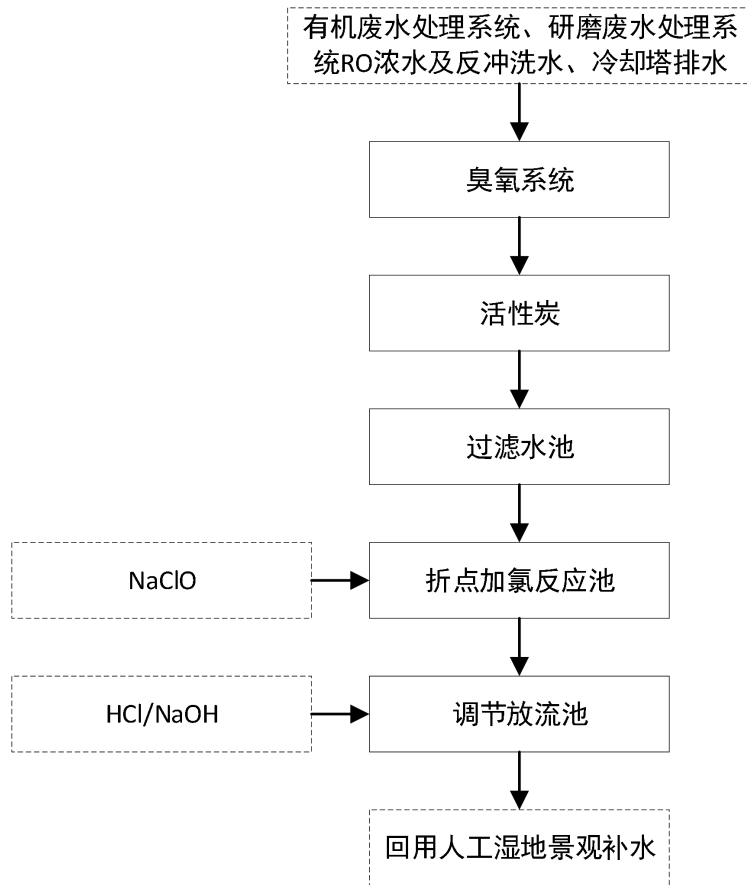 有机废水处理系统、研磨废水处理系
统RO浓水及反冲洗水、冷却塔排水
臭氧系统
活性炭
过滤水池
NaClO
折点加氯反应池
HCl/NaOH
调节放流池
回用人工湿地景观补水